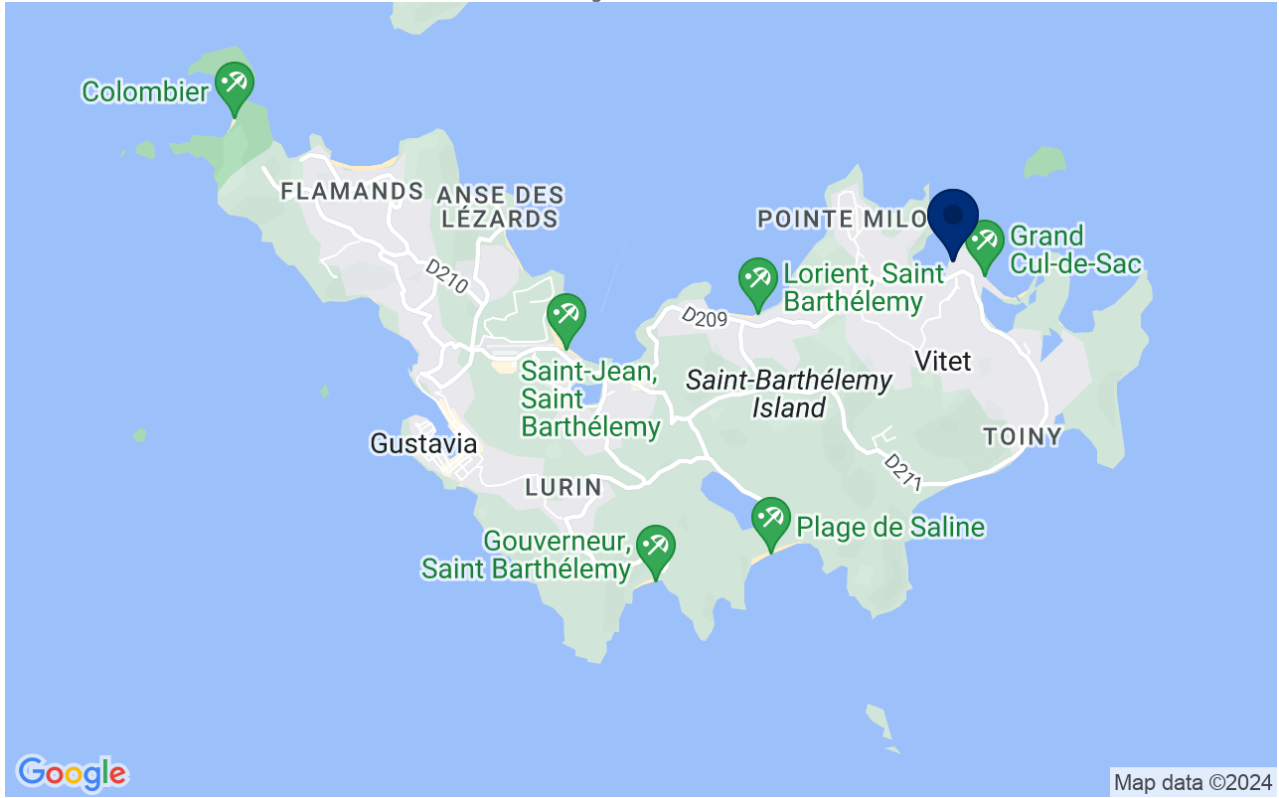 Colombier
FLAMANDS
ANSE DES
LÉZARDS
POINTE MILO
Grand
Cul-de-Sac
D210
Lorient, Saint
Barthélemy
D209
Vitet
Saint-Jean,
Saint
Barthélemy
Saint-Barthélemy
Island
Gustavia
TOINY
D211
LURIN
Plage de Saline
Gouverneur,
Saint Barthélemy
Google
Map data ©2024